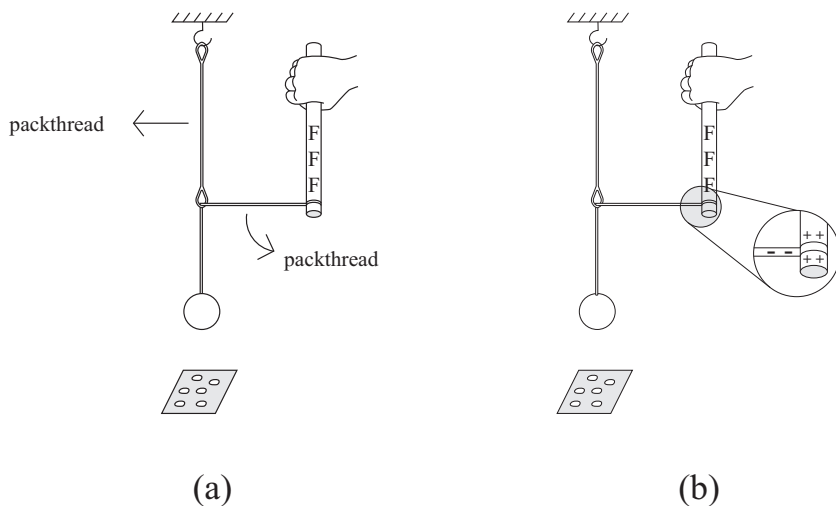 packthread
F
F
F
packthread
(a)
F
F
F
+ +
- -
+ +
(b)